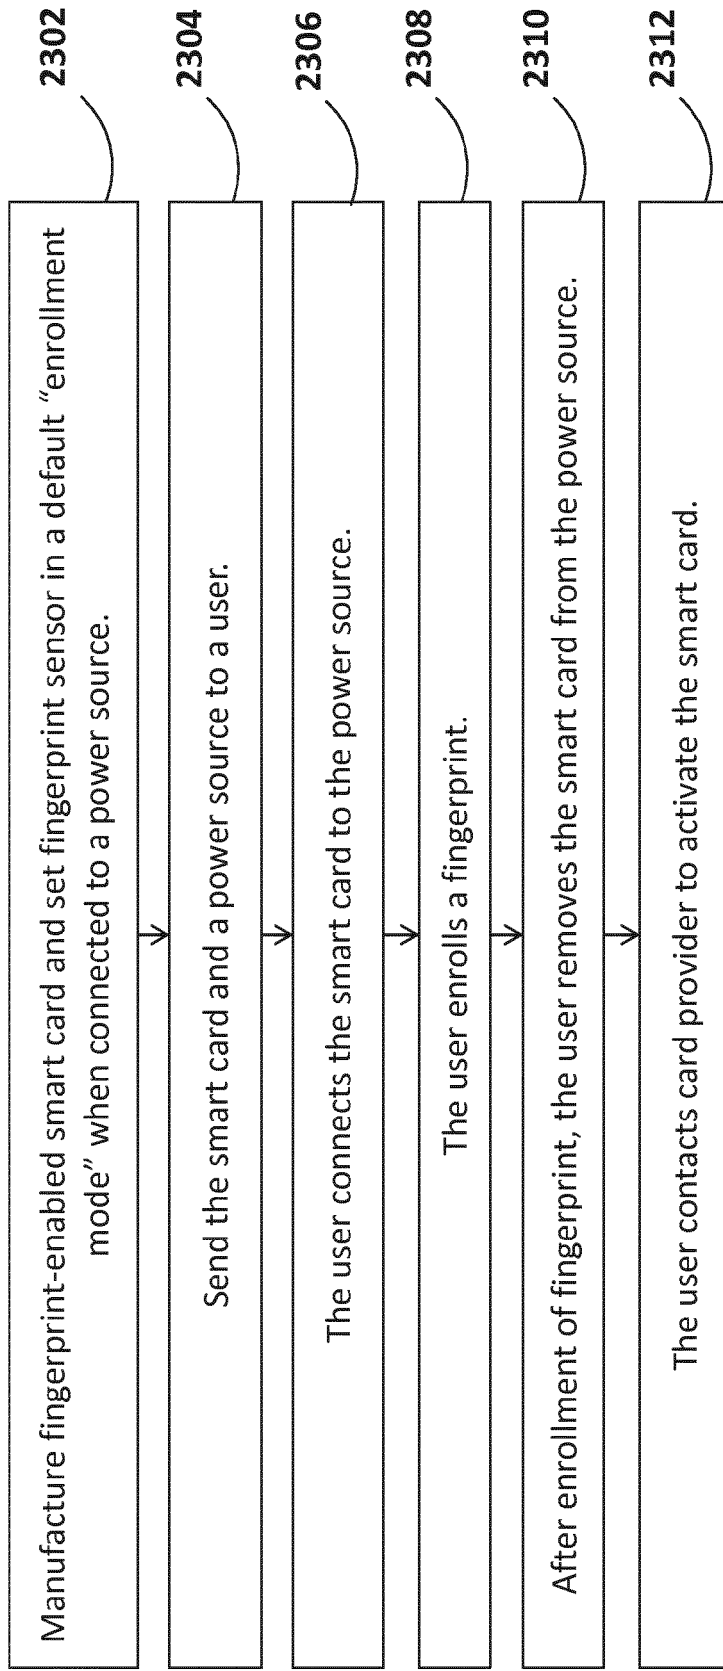 Manufacture fingerprint-enabled smart card and set fingerprint sensor in a default “enrollment
mode” when connected to a power source.
2302
Send the smart card and a power source to a user.
2304
The user connects the smart card to the power source.
2306
The user enrolls a fingerprint.
2308
After enrollment of fingerprint, the user removes the smart card from the power source.
2310
The user contacts card provider to activate the smart card.
2312